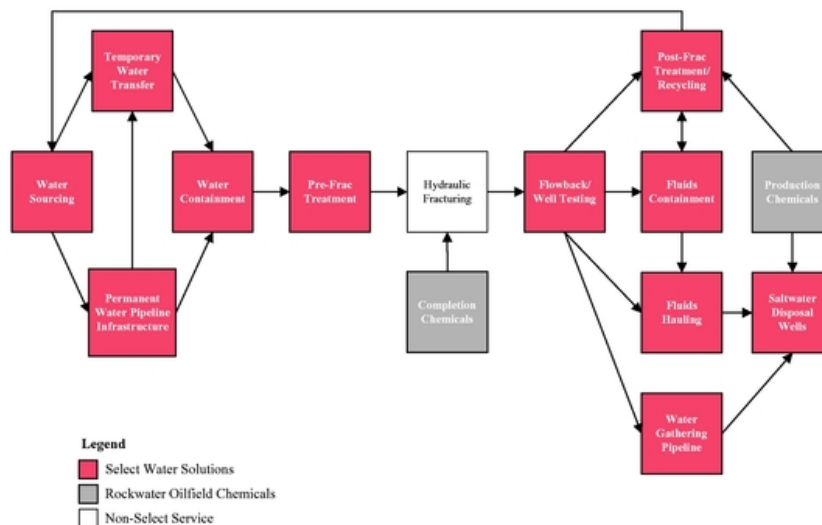 Temporary
Water
Transfer
Post-Frac
Treatment/
Recycling
Water
Sourcing
Water
Containment
Pre-Frac
Treatment
Hydraulic
Fracturing
Flowback/
Well Testing
Fluids
Containment
Production
Chemicals
Permanent
Water Pipeline
Infrastructure
Completion
Chemicals
Fluids
Hauling
Saltwater
Disposal
Wells
Water
Gathering
Pipeline
Legend
Select Water Solutions
Rockwater Oilfield Chemicals
Non-Select Service